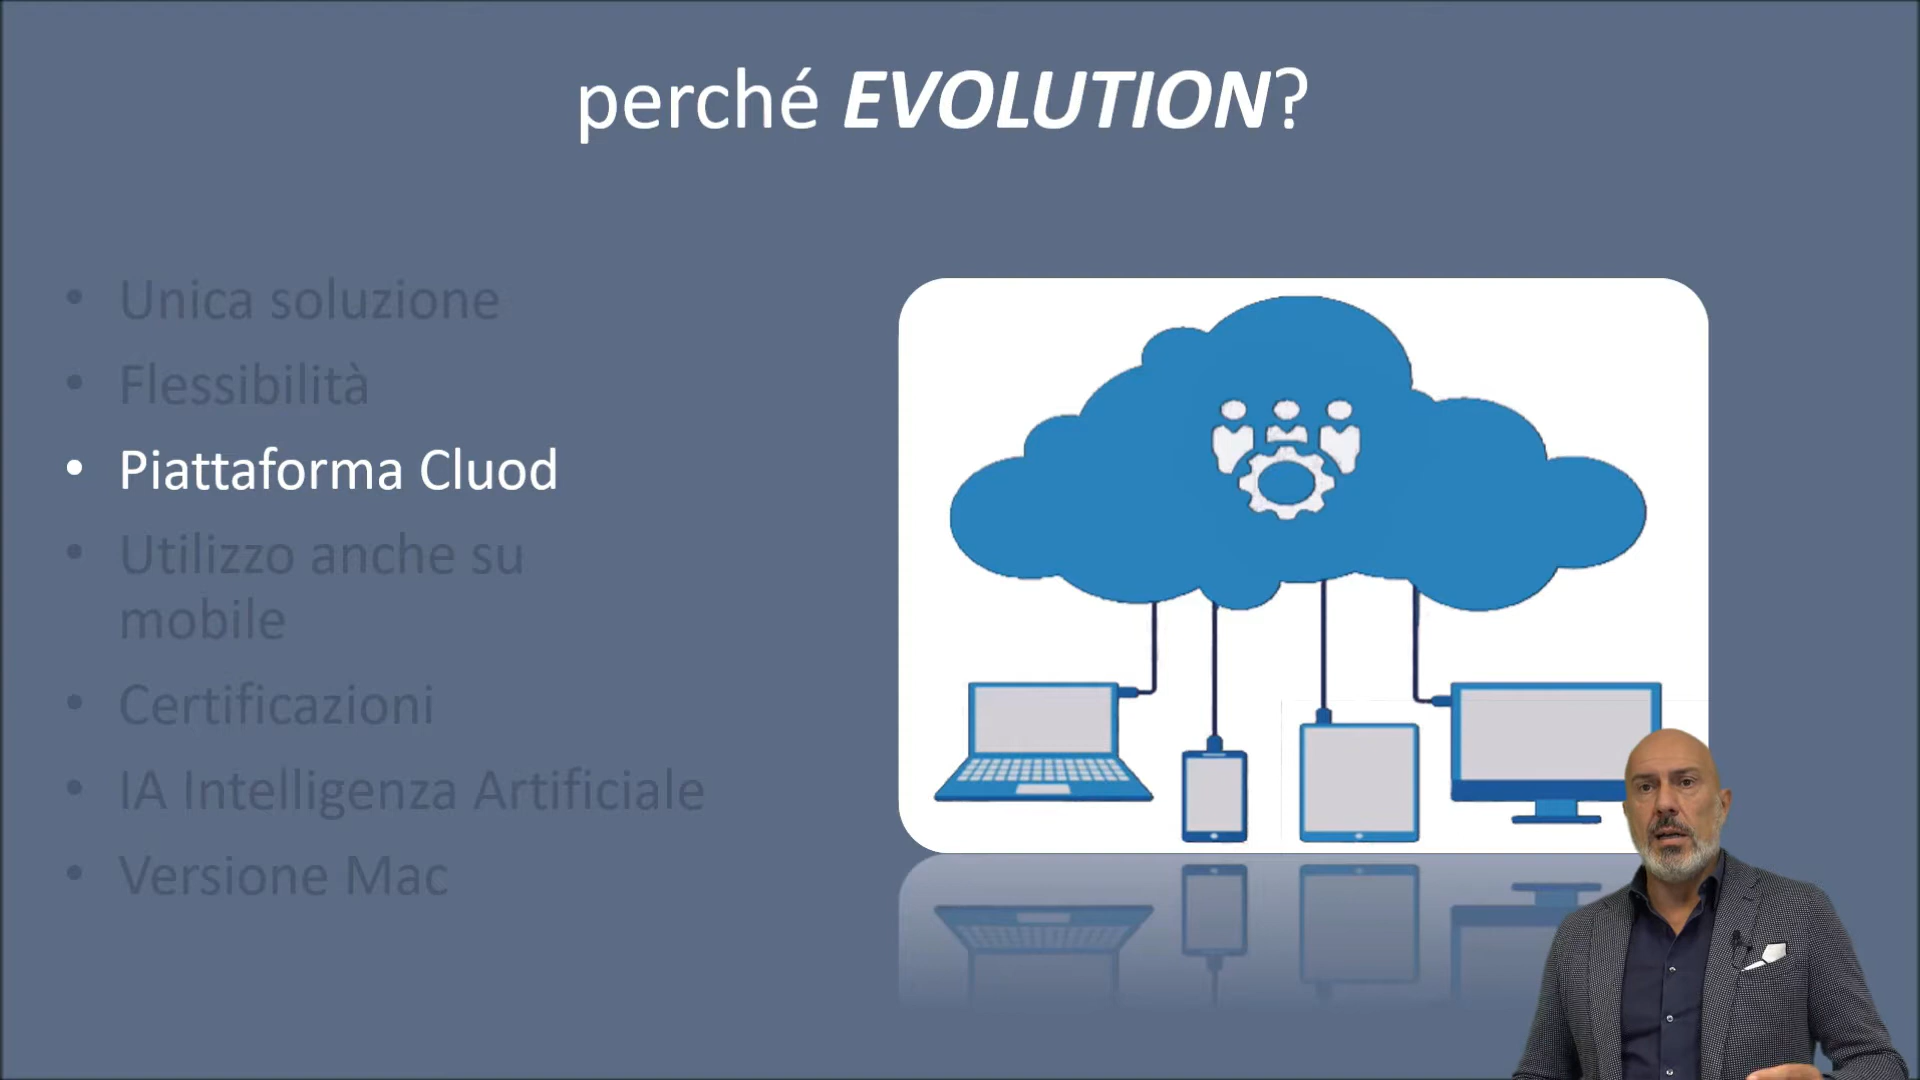 perché EVOLUTION?
• Unica soluzione
• Flessibilità
• Piattaforma Cluod
• Utilizzo anche su
mobile
• Certificazioni
• IA Intelligenza Artificiale
• Versione Mac